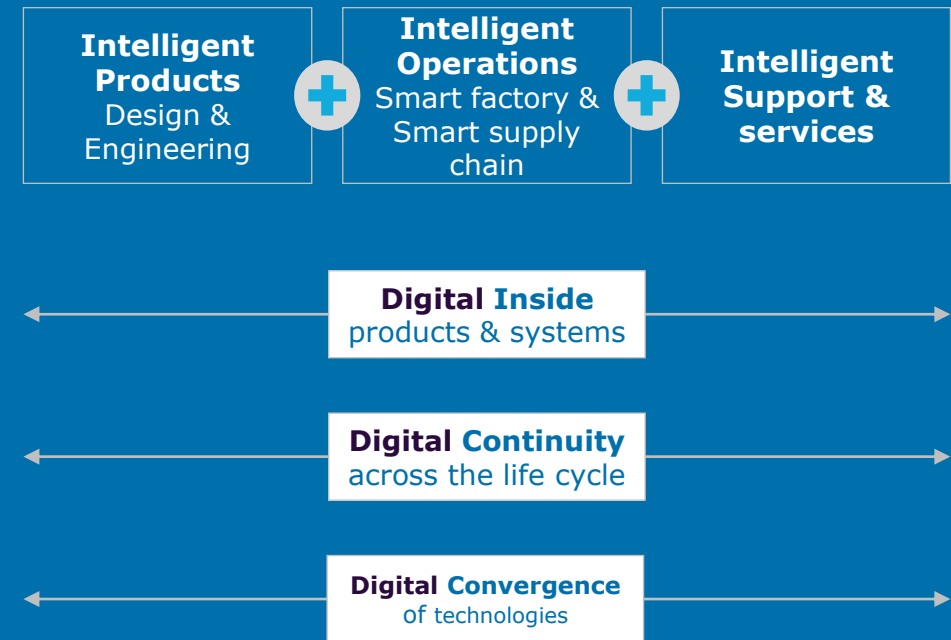 Intelligent
Products
Design &
Engineering
Intelligent
Operations
Smart factory &
Smart supply
chain
Intelligent
Support &
services
Digital Inside
products & systems
Digital Continuity
across the life cycle
Digital Convergence
of technologies